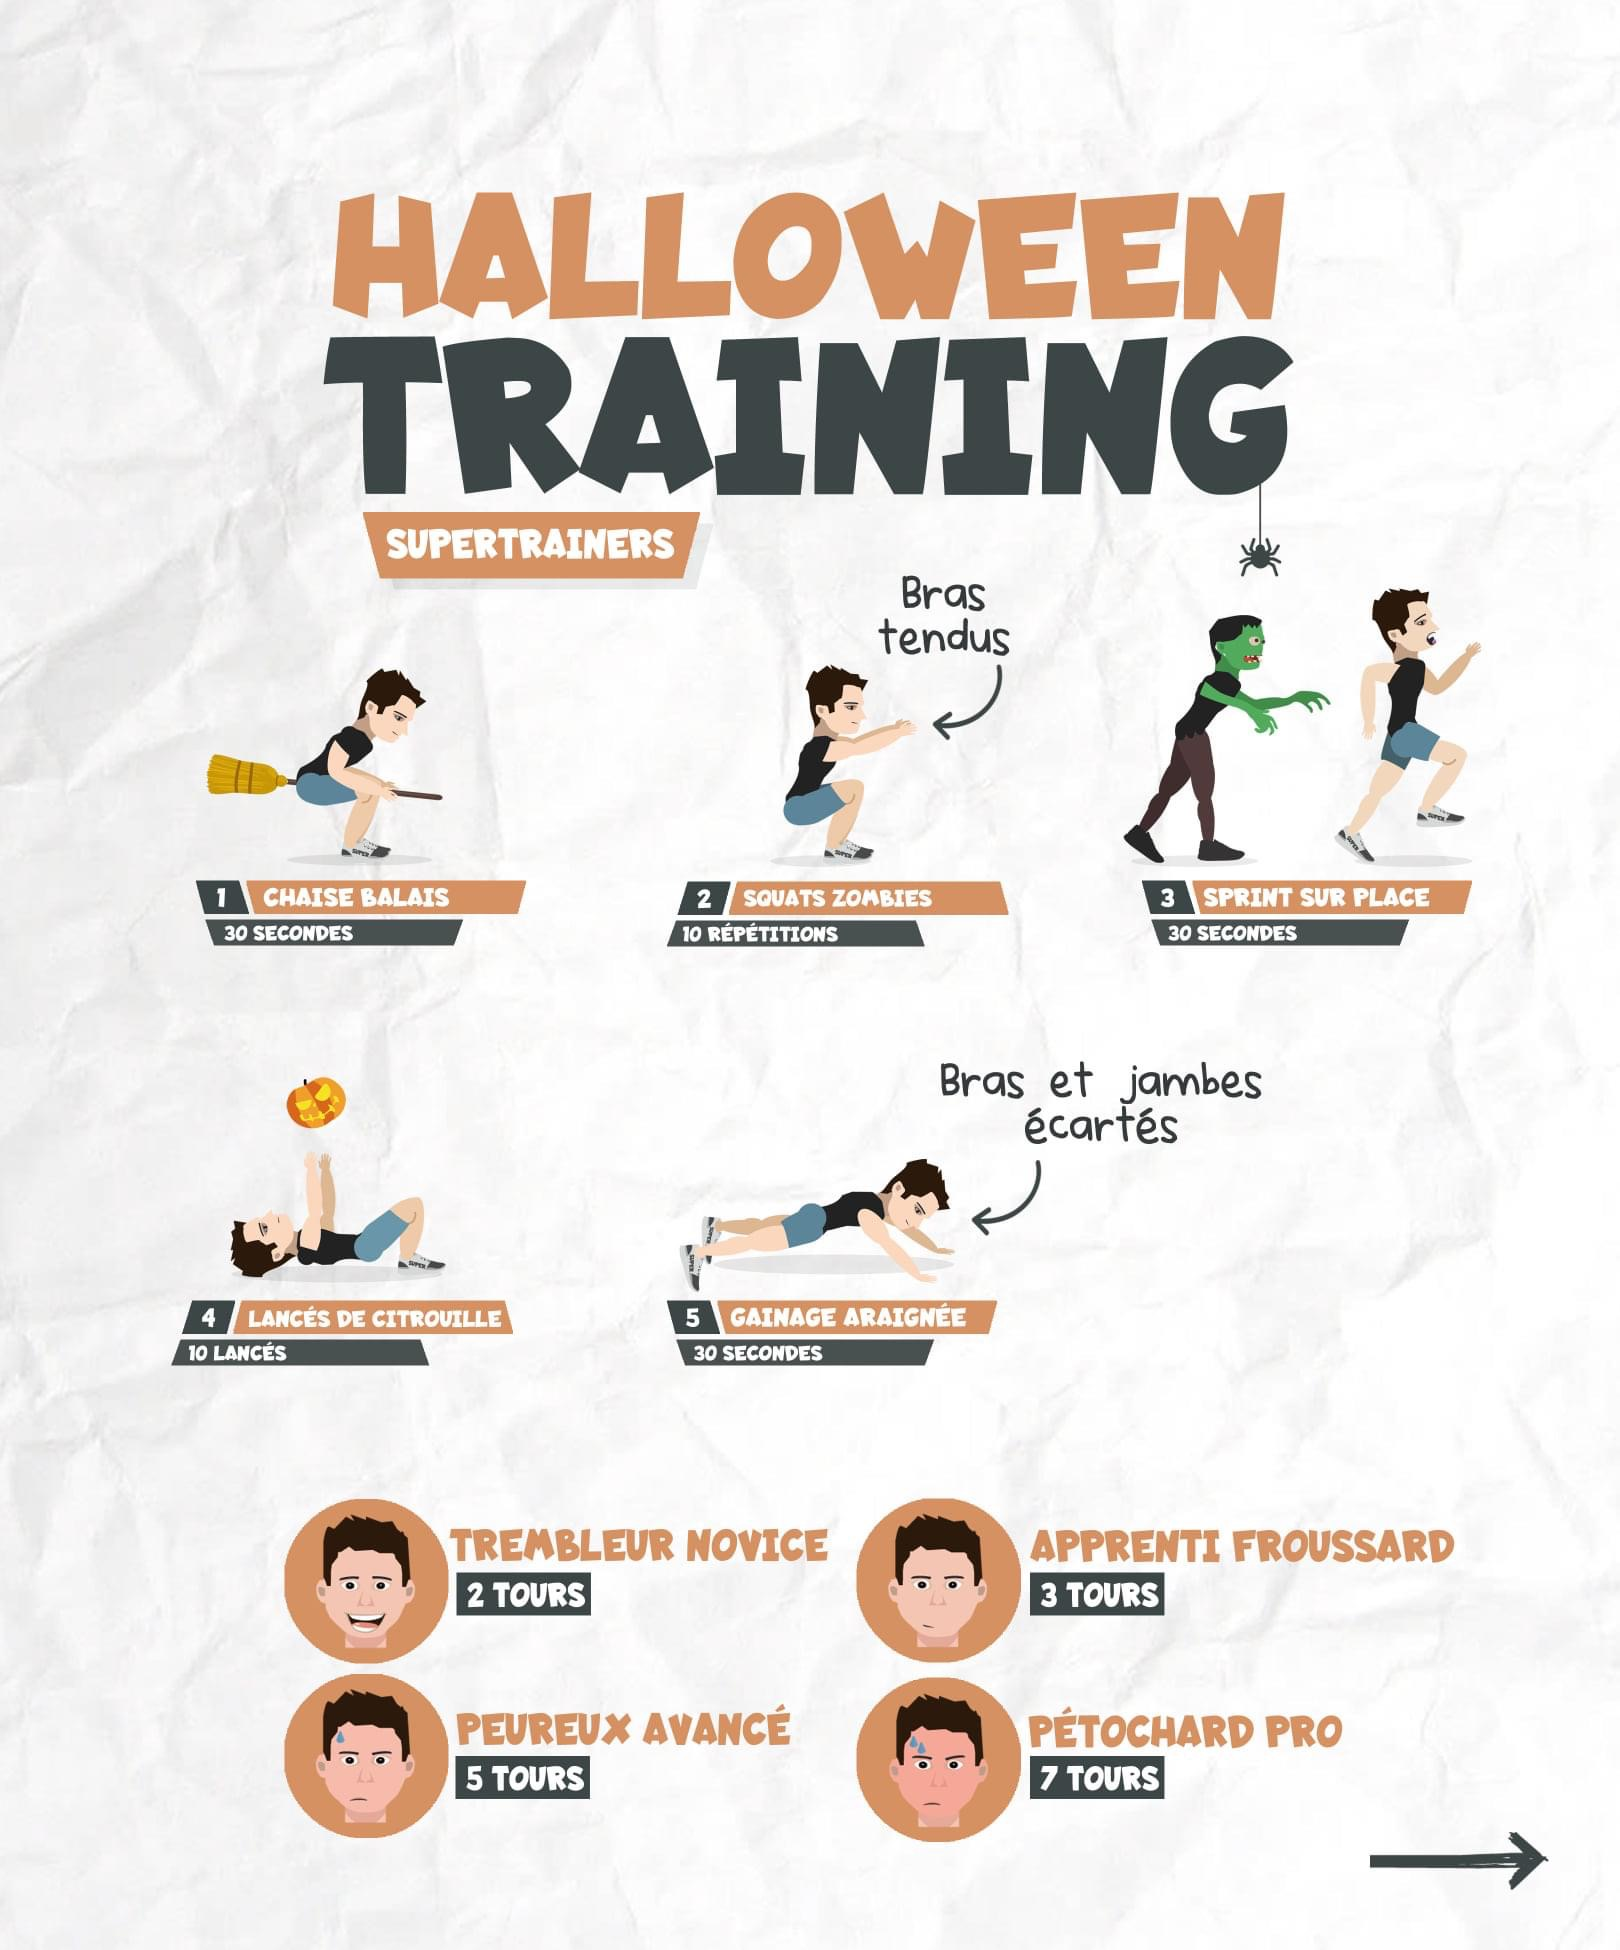 HALLOWEEN
TRAINING
SUPERTRAINERS
Bras
tendus
1 CHAISE BALAIS
30 SECONDES
2 SQUATS ZOMBIES
10 RÉPÉTITIONS
3 SPRINT SUR PLACE
30 SECONDES
Bras et jambes
écartés
4 LANCÉS DE CITROUILLE
10 LANCÉS
5 GAINAGE ARAIGNÉE
30 SECONDES
TREMBLEUR NOVICE
2 TOURS
APPRENTI FROUSSARD
3 TOURS
PEUREUX AVANCÉ
5 TOURS
PÉTOCHARD PRO
7 TOURS